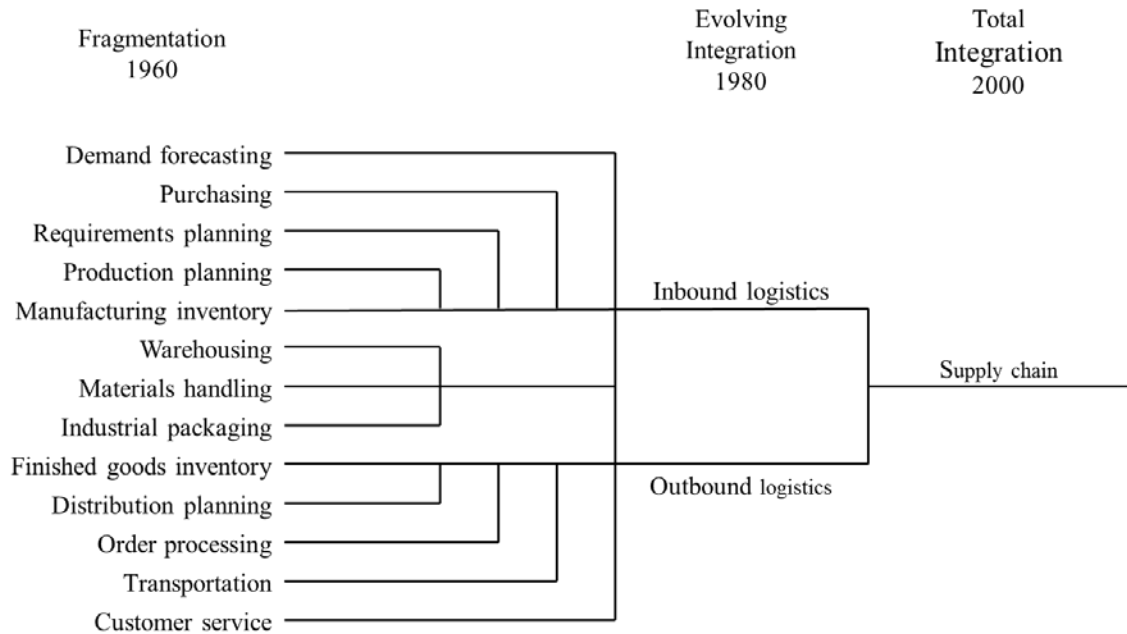 Fragmentation
1960
Evolving
Integration
1980
Total
Integration
2000
Demand forecasting
Purchasing
Requirements planning
Production planning
Manufacturing inventory
Warehousing
Materials handling
Industrial packaging
Finished goods inventory
Distribution planning
Order processing
Transportation
Customer service
Inbound logistics
Outbound logistics
Supply chain